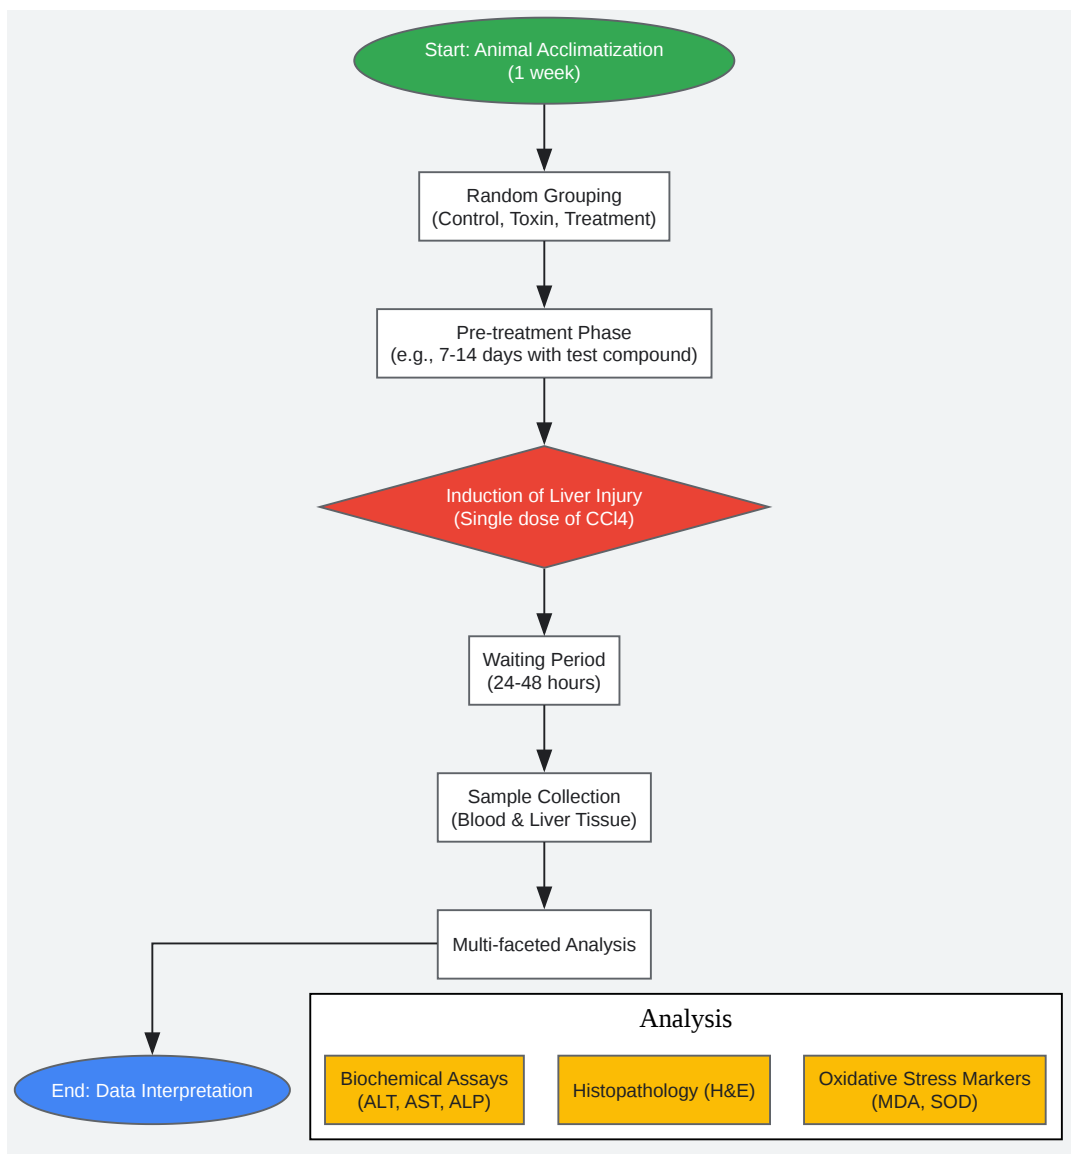 Start: Animal Acclimatization
(1 week)
Random Grouping
(Control, Toxin, Treatment)
Pre-treatment Phase
(e.g., 7-14 days with test compound)
Induction of Liver Injury
(Single dose of CCl4)
Waiting Period
(24-48 hours)
Sample Collection
(Blood & Liver Tissue)
Multi-faceted Analysis
Analysis
End: Data Interpretation
Biochemical Assays
(ALT, AST, ALP)
Histopathology (H&E)
Oxidative Stress Markers
(MDA, SOD)